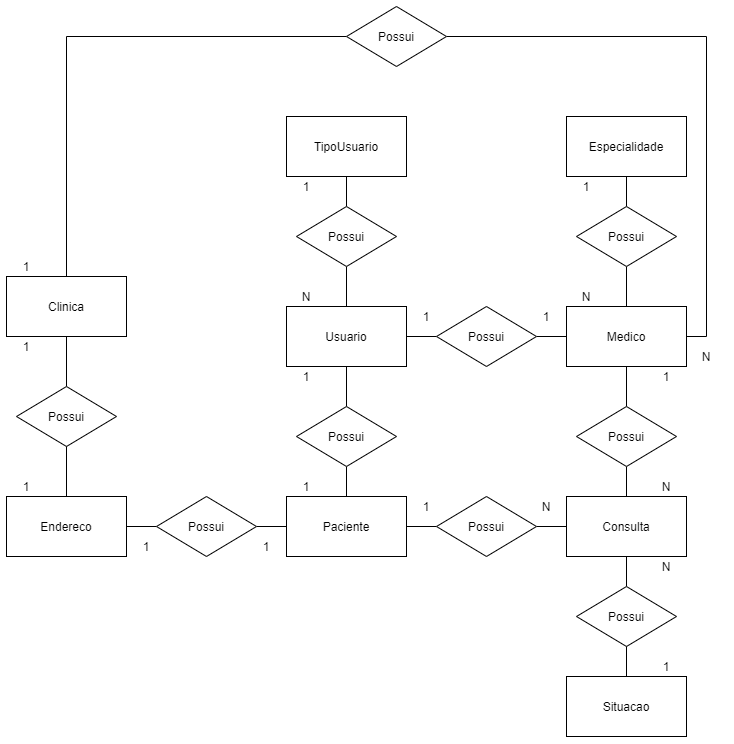 Possui
TipoUsuario
Especialidade
1
1
Possui
Possui
1
N
N
Clinica
Usuario
1
Possui
1
Medico
1
N
1
1
Possui
Possui
Possui
1
1
N
Endereco
Possui
Paciente
1
Possui
N
Consulta
1
1
N
Possui
1
Situacao